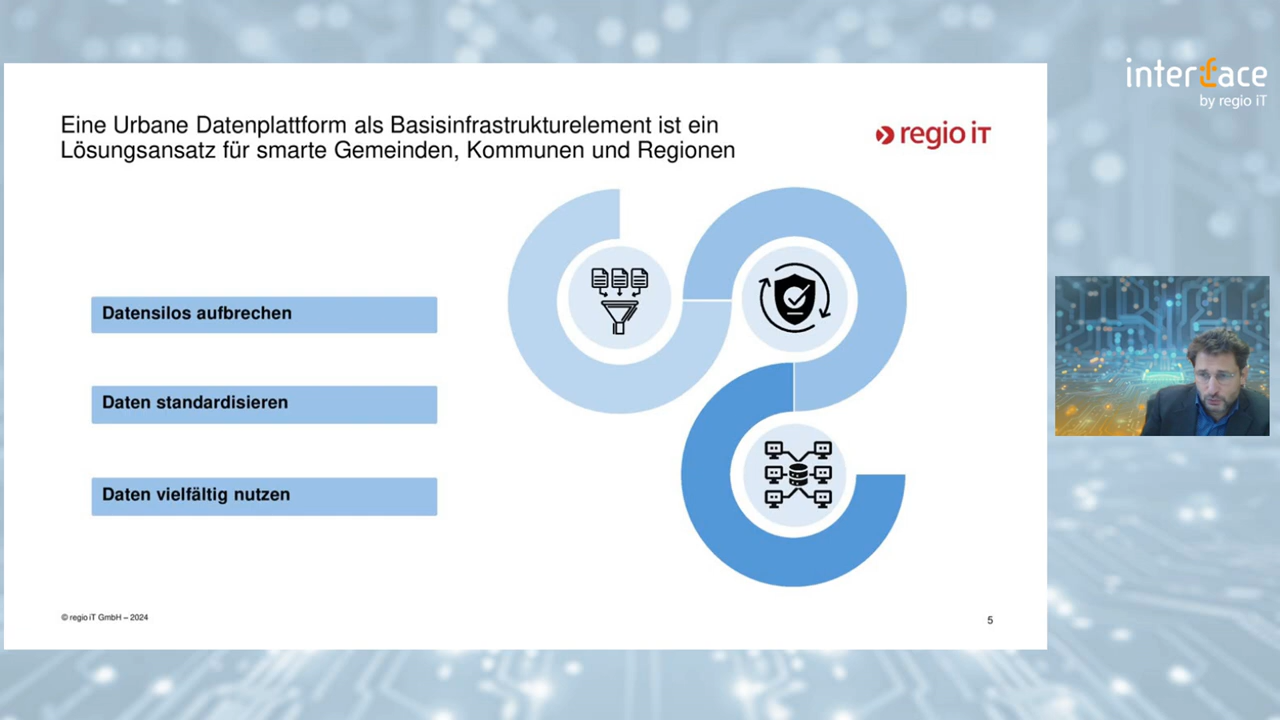 interface
by regio iT
Eine Urbane Datenplattform als Basisinfrastrukturelement ist ein
Lösungsansatz für smarte Gemeinden, Kommunen und Regionen
regio iT
Datensilos aufbrechen
Daten standardisieren
Daten vielfältig nutzen
© regio iT GmbH – 2024
5